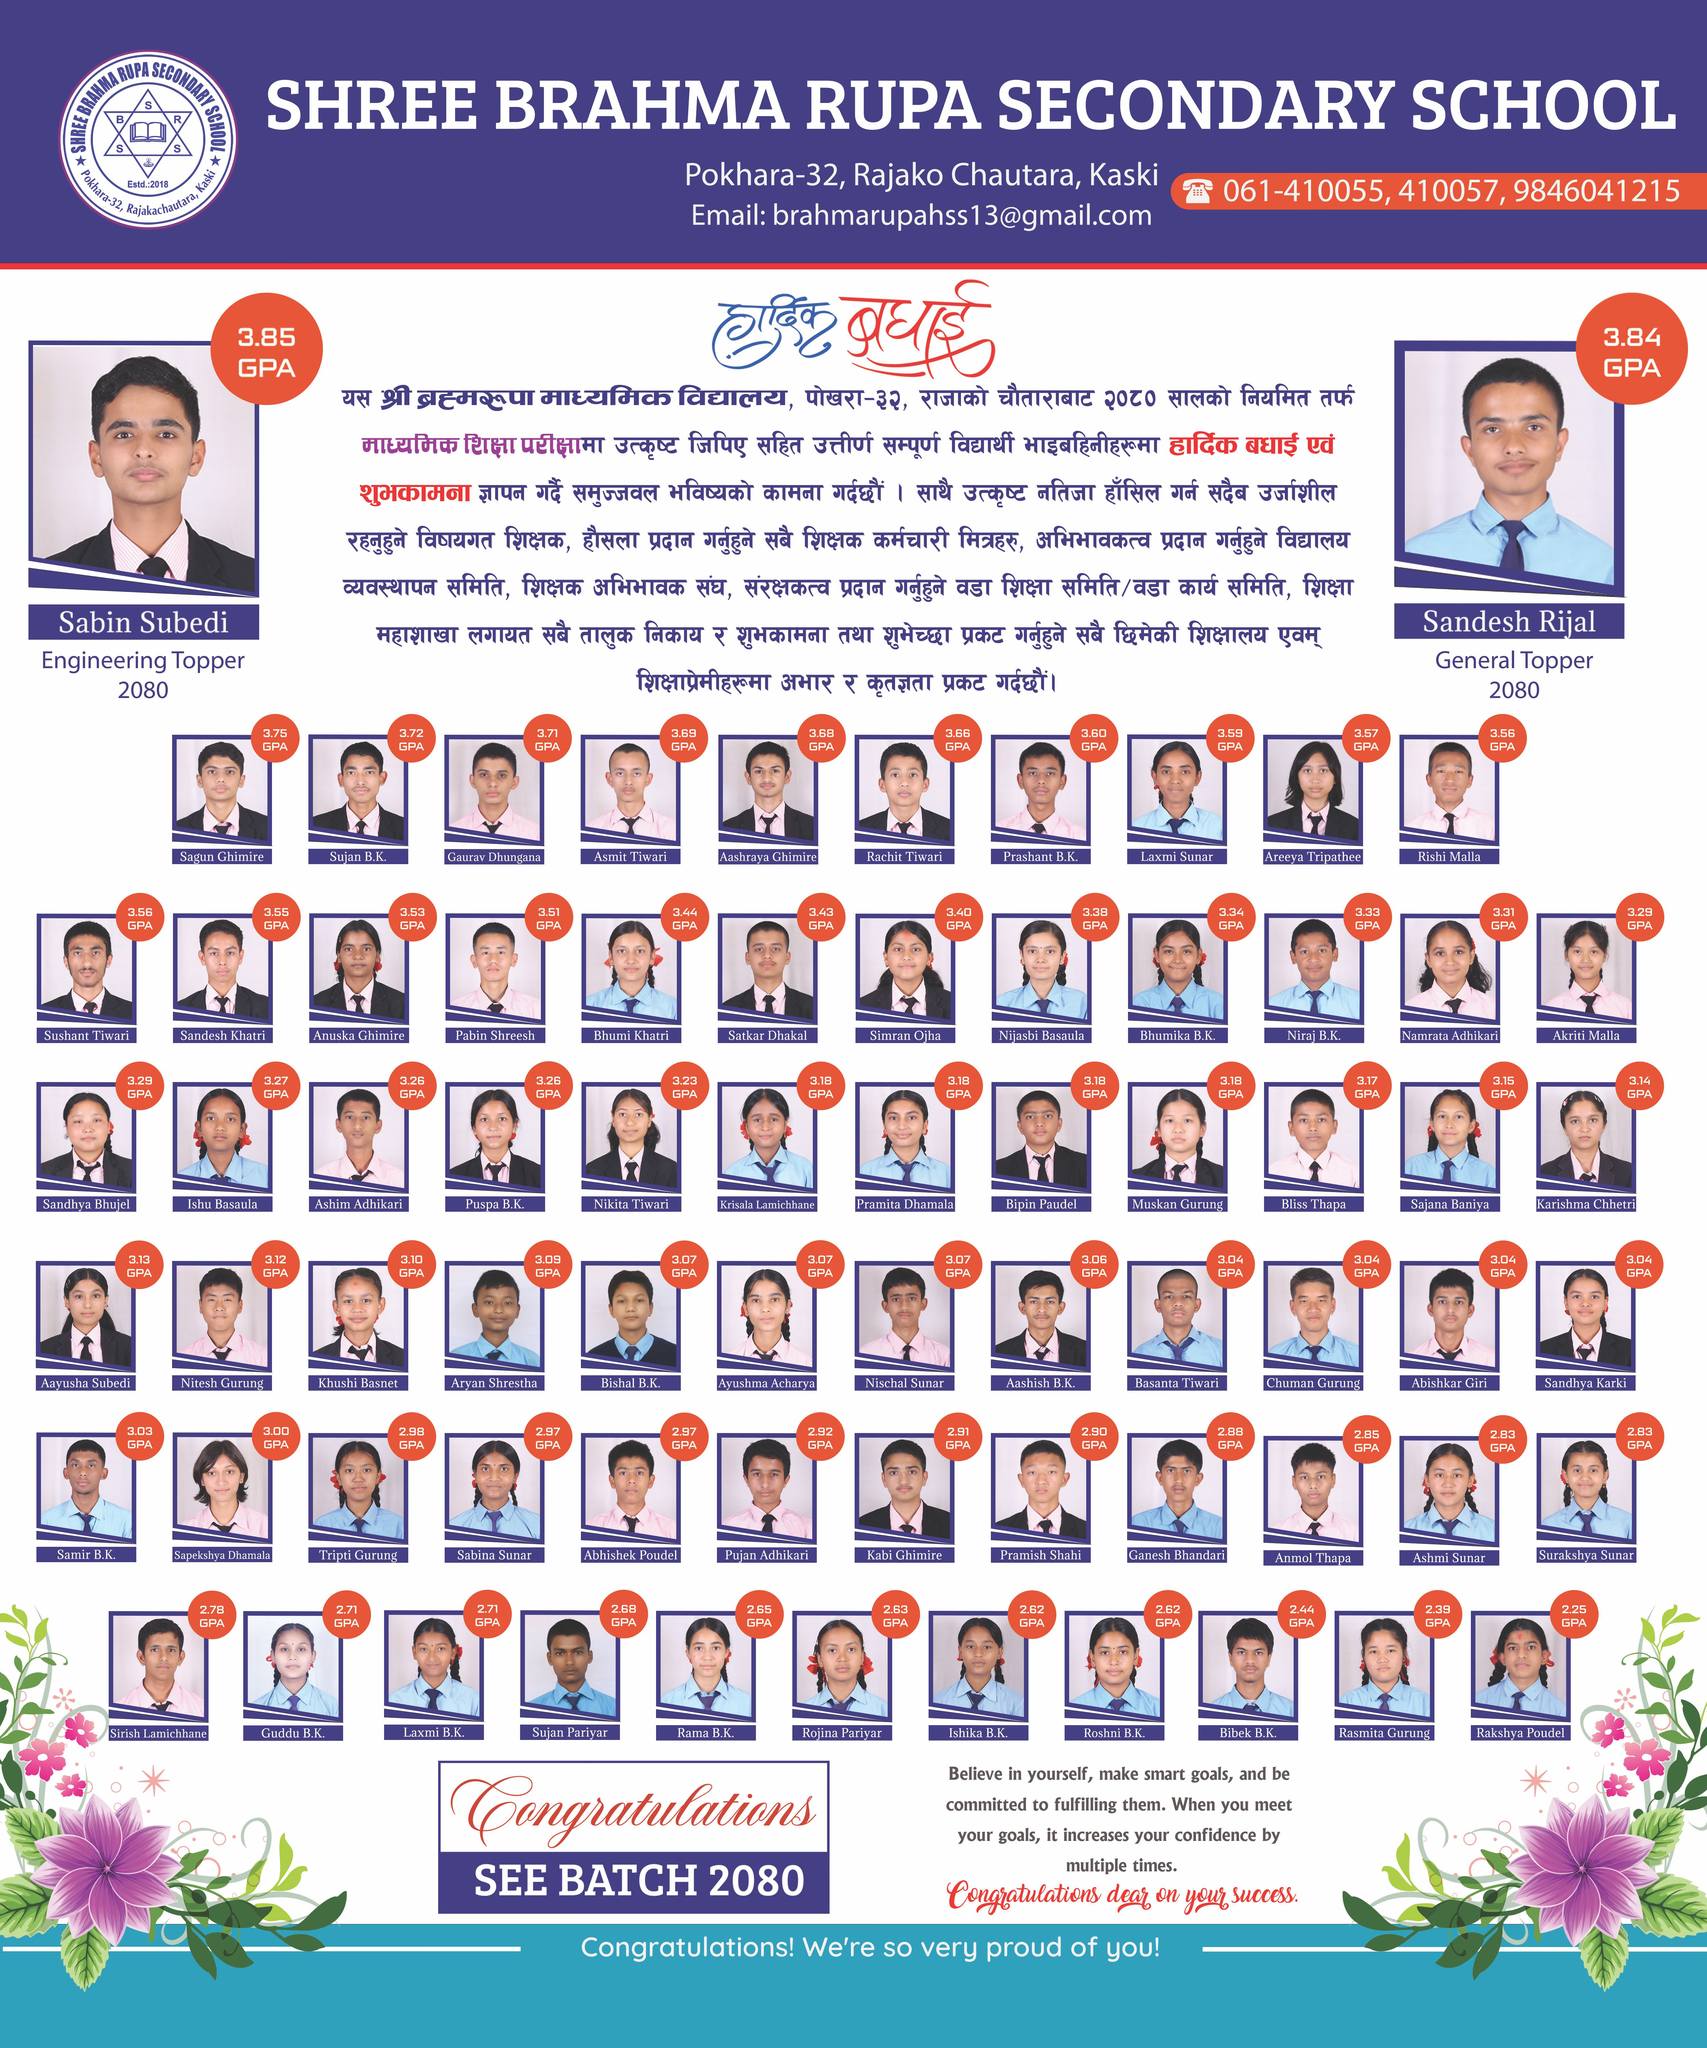 SHREE BRAHMA RUPA SECONDARY SCHOOL
SHREE BRAHMA RUPA SECONDARY SCHOOL
S
B R
S S
Estd.:2018
Pokhara-32, Rajakachautara, Kaski
Pokhara-32, Rajako Chautara, Kaski
Email: brahmarupahss13@gmail.com
061-410055, 410057, 9846041215
हार्दिक बधाई
3.85
GPA
Sabin Subedi
Engineering Topper
2080
3.84
GPA
Sandesh Rijal
General Topper
2080
यस श्री ब्रह्मरूपा माध्यमिक विद्यालय, पोखरा-३२, राजाको चौताराबाट २०८० सालको नियमित तर्फ
माध्यमिक शिक्षा परीक्षामा उत्कृष्ट जिपिए सहित उत्तीर्ण सम्पूर्ण विद्यार्थी भाइबहिनीहरूमा हार्दिक बधाई एवं
शुभकामना ज्ञापन गर्दै समुज्जवल भविष्यको कामना गर्दछौं । साथै उत्कृष्ट नतिजा हाँसिल गर्न सदैब उर्जाशील
रहनुहुने विषयगत शिक्षक, हौसला प्रदान गर्नुहुने सबै शिक्षक कर्मचारी मित्रहरु, अभिभावकत्व प्रदान गर्नुहुने विद्यालय
व्यवस्थापन समिति, शिक्षक अभिभावक संघ, संरक्षकत्व प्रदान गर्नुहुने वडा शिक्षा समिति/वडा कार्य समिति, शिक्षा
महाशाखा लगायत सबै तालुक निकाय र शुभकामना तथा शुभेच्छा प्रकट गर्नुहुने सबै छिमेकी शिक्षालय एवम्
शिक्षाप्रेमीहरूमा अभार र कृतज्ञता प्रकट गर्दछौं।
3.75 GPA 3.72 GPA 3.71 GPA 3.69 GPA 3.68 GPA 3.66 GPA 3.60 GPA 3.59 GPA 3.57 GPA 3.56 GPA
Sagun Ghimire Sujan B.K. Gaurav Dhungana Asmit Tiwari Aashraya Ghimire Rachit Tiwari Prashant B.K. Laxmi Sunar Areeya Tripathee Rishi Malla
3.56 GPA 3.55 GPA 3.53 GPA 3.51 GPA 3.44 GPA 3.43 GPA 3.40 GPA 3.38 GPA 3.34 GPA 3.33 GPA 3.31 GPA 3.29 GPA
Sushant Tiwari Sandesh Khatri Anuska Ghimire Pabin Shreesh Bhumi Khatri Satkar Dhakal Simran Ojha Nijasbi Basaula Bhumika B.K. Niraj B.K. Namrata Adhikari Akriti Malla
3.29 GPA 3.27 GPA 3.26 GPA 3.26 GPA 3.23 GPA 3.18 GPA 3.18 GPA 3.18 GPA 3.18 GPA 3.17 GPA 3.15 GPA 3.14 GPA
Sandhya Bhujel Ishu Basaula Ashim Adhikari Puspa B.K. Nikita Tiwari Krisala Lamichhane Pramita Dhamala Bipin Paudel Muskan Gurung Bliss Thapa Sajana Baniya Karishma Chhetri
3.13 GPA 3.12 GPA 3.10 GPA 3.09 GPA 3.07 GPA 3.07 GPA 3.07 GPA 3.06 GPA 3.04 GPA 3.04 GPA 3.04 GPA 3.04 GPA
Aayusha Subedi Nitesh Gurung Khushi Basnet Aryan Shrestha Bishal B.K. Ayushma Acharya Nischal Sunar Aashish B.K. Basanta Tiwari Chuman Gurung Abishkar Giri Sandhya Karki
3.03 GPA 3.00 GPA 2.98 GPA 2.97 GPA 2.97 GPA 2.92 GPA 2.91 GPA 2.90 GPA 2.88 GPA 2.85 GPA 2.83 GPA 2.83 GPA
Samir B.K. Sapekshya Dhamala Tripti Gurung Sabina Sunar Abhishek Poudel Pujan Adhikari Kabi Ghimire Pramish Shahi Ganesh Bhandari Anmol Thapa Ashmi Sunar Surakshya Sunar
2.78 GPA 2.71 GPA 2.71 GPA 2.68 GPA 2.65 GPA 2.63 GPA 2.62 GPA 2.62 GPA 2.44 GPA 2.39 GPA 2.25 GPA
Sirish Lamichhane Guddu B.K. Laxmi B.K. Sujan Pariyar Rama B.K. Rojina Pariyar Ishika B.K. Roshni B.K. Bibek B.K. Rasmita Gurung Rakshya Poudel
Congratulations
SEE BATCH 2080
Believe in yourself, make smart goals, and be
committed to fulfilling them. When you meet
your goals, it increases your confidence by
multiple times.
Congratulations dear on your success.
Congratulations! We're so very proud of you!